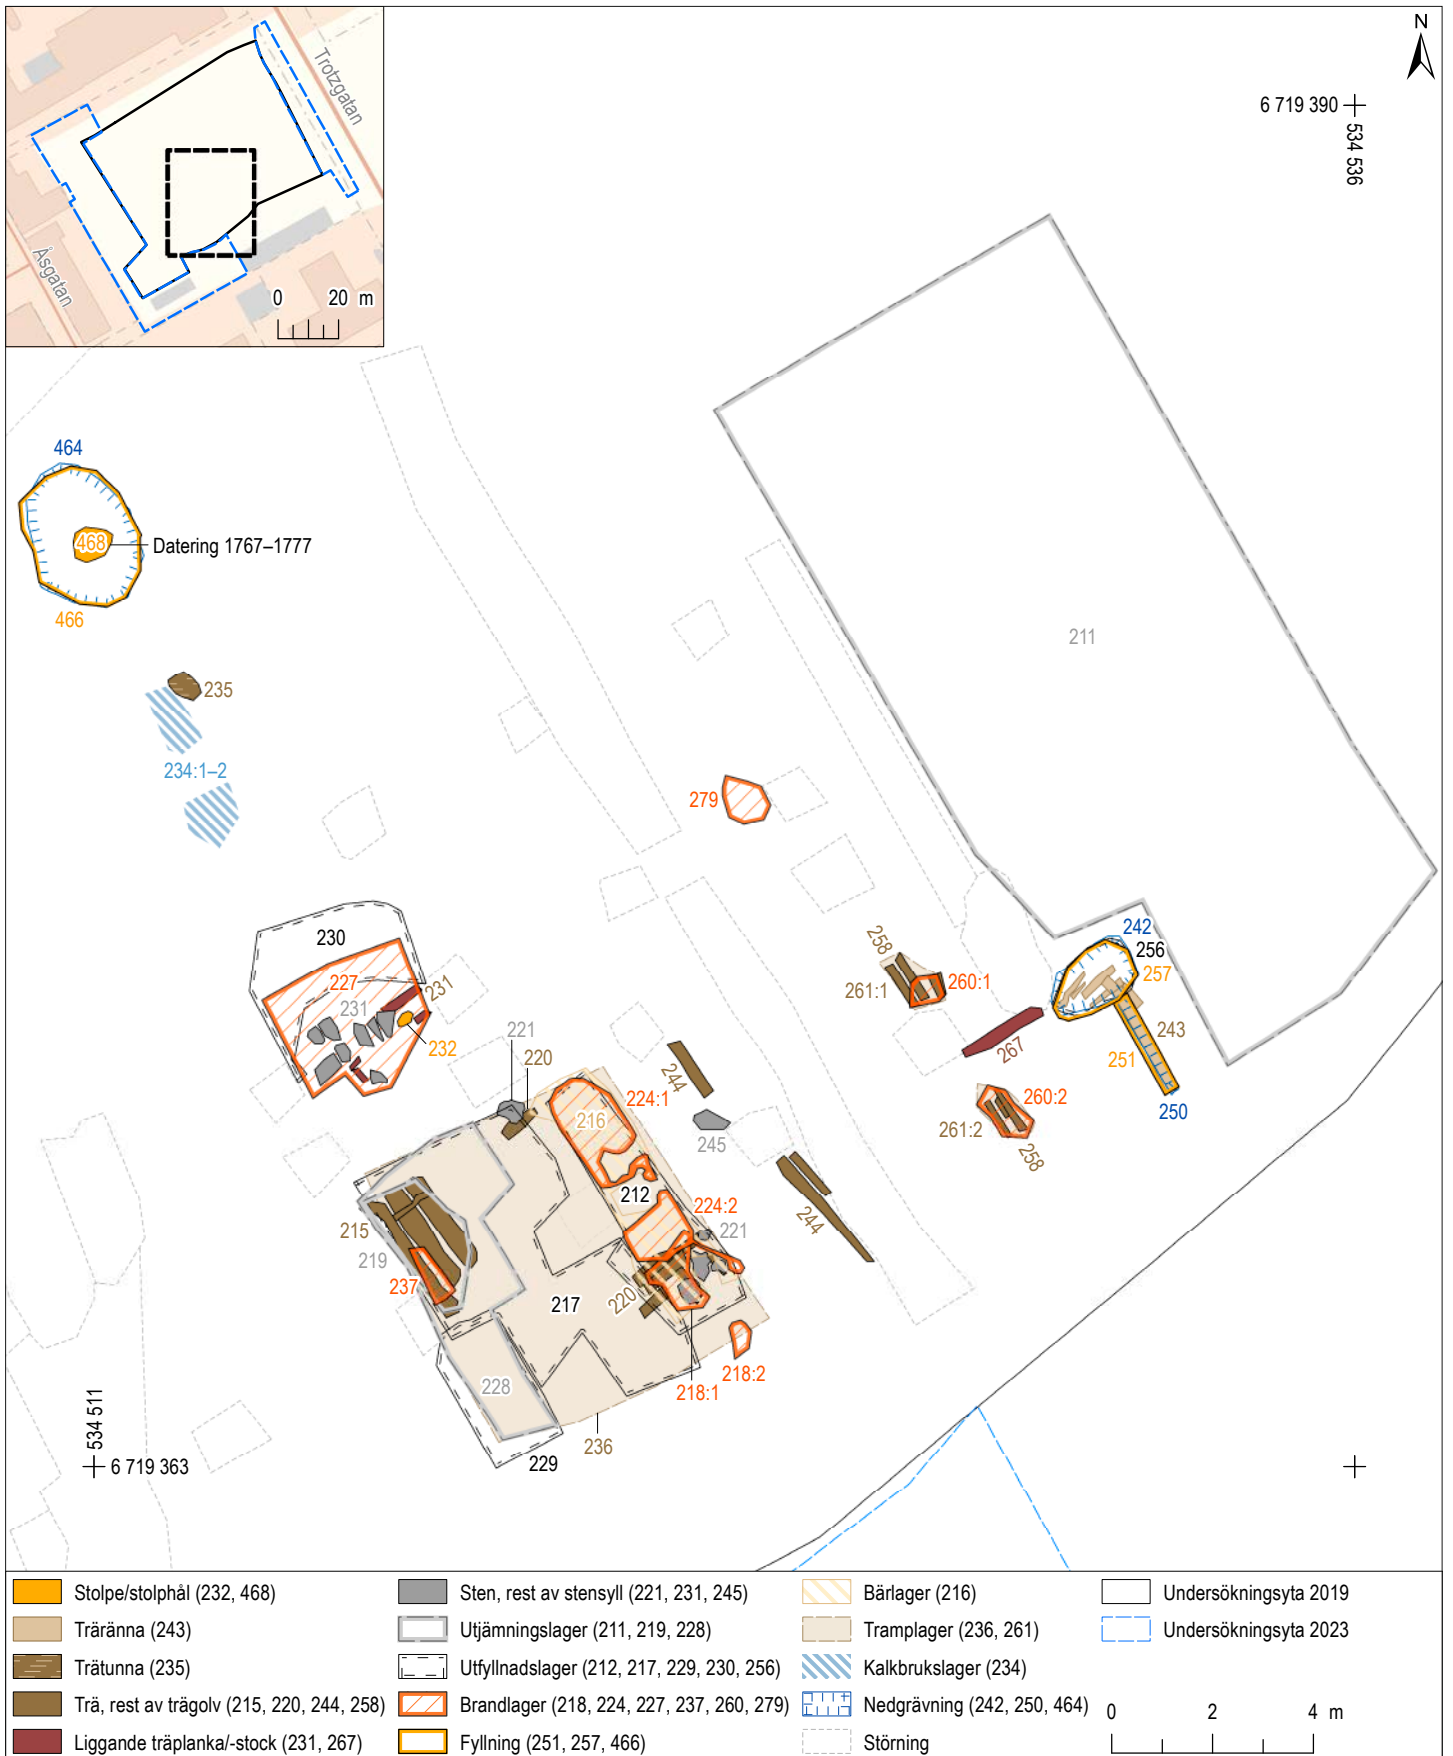 Trotzgatan
Åsgatan
0 20 m
N
6 719 390
534 536
464
468
Datering 1767–1777
466
235
234:1–2
211
279
230
227
231
231
232
258
261:1
260:1
242
256
257
243
251
250
267
260:2
261:2
258
221
220
244
224:1
216
245
212
224:2
221
244
215
219
237
220
217
228
218:2
218:1
236
229
534 511
6 719 363
Stolpe/stolphål (232, 468)
Träränna (243)
Trätunna (235)
Trä, rest av trägolv (215, 220, 244, 258)
Liggande träplanka/-stock (231, 267)
Sten, rest av stensyll (221, 231, 245)
Utjämningslager (211, 219, 228)
Utfyllnadslager (212, 217, 229, 230, 256)
Brandlager (218, 224, 227, 237, 260, 279)
Fyllning (251, 257, 466)
Bärlager (216)
Tramplager (236, 261)
Kalkbrukslager (234)
Nedgrävning (242, 250, 464)
Störning
Undersökningsyta 2019
Undersökningsyta 2023
0 2 4 m